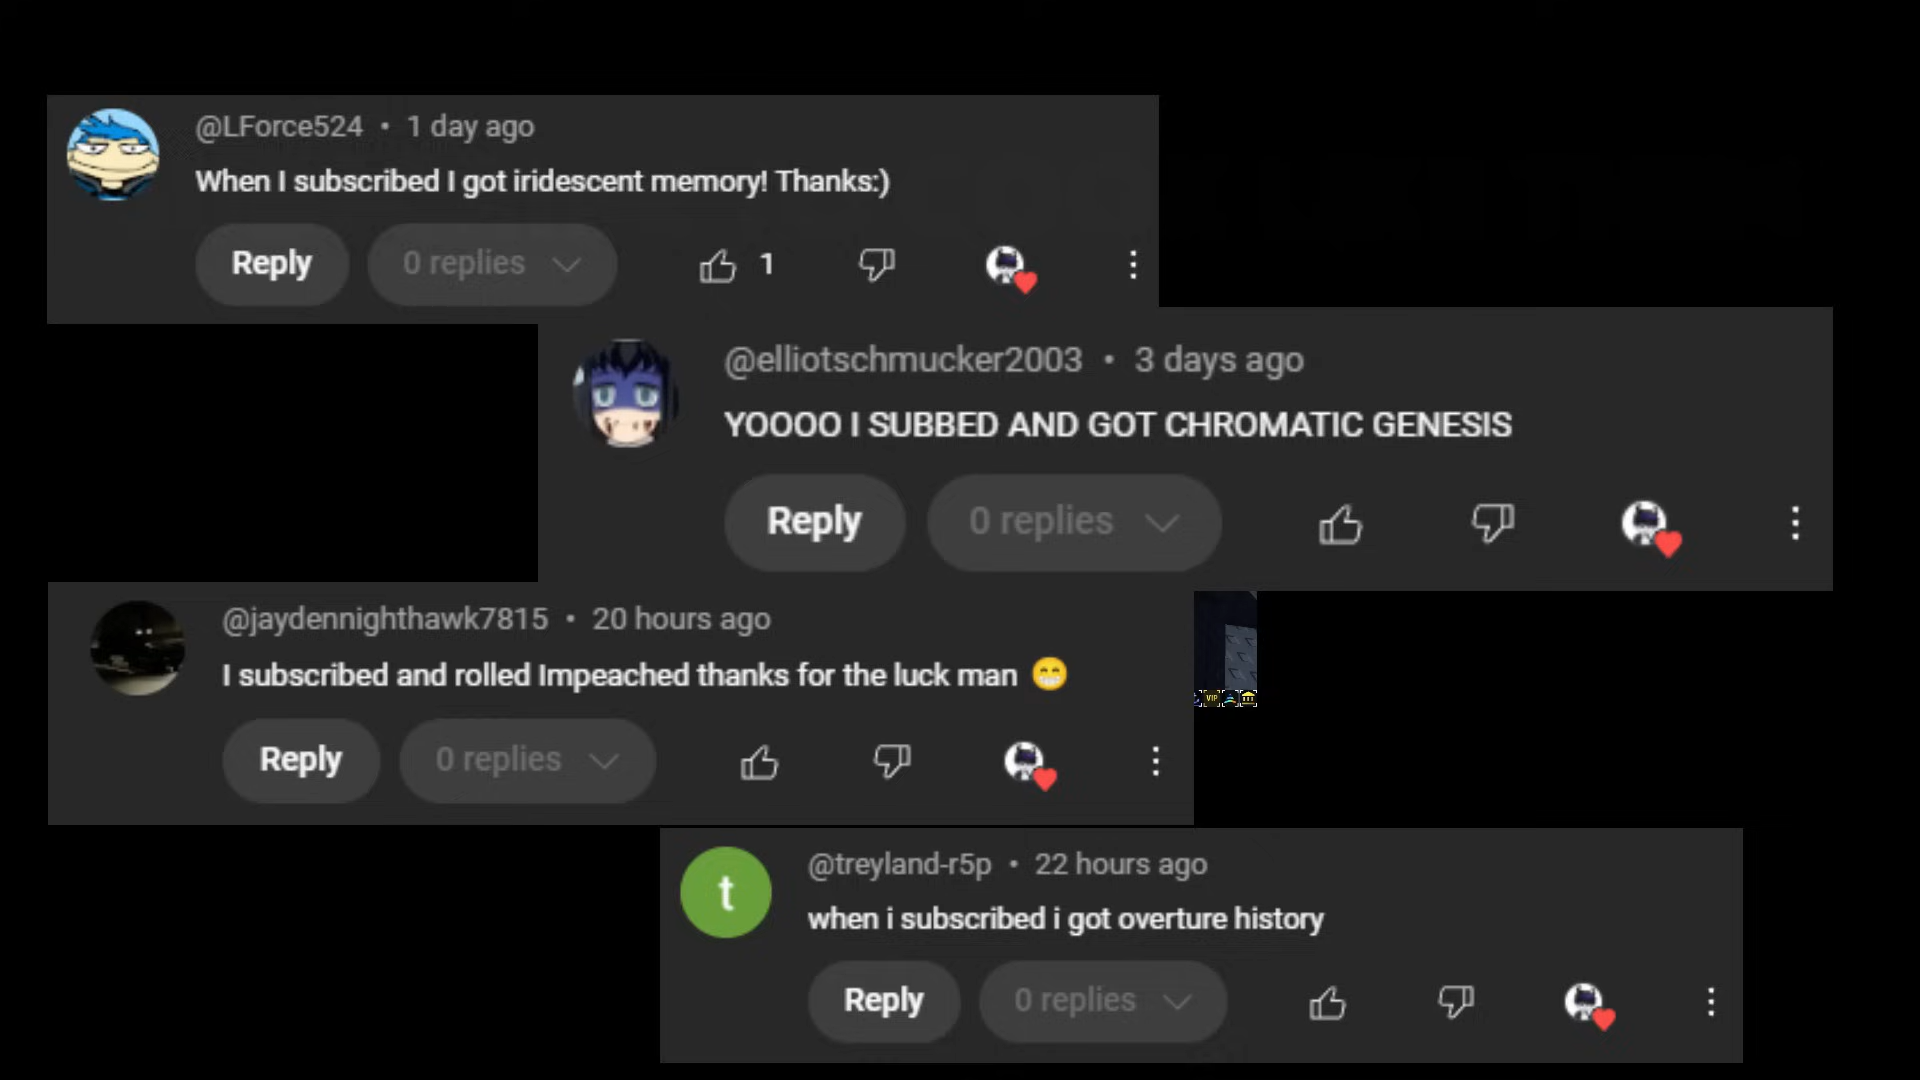 @LForce524 • 1 day ago
When I subscribed I got iridescent memory! Thanks:)
Reply 0 replies 1
@elliotschmucker2003 • 3 days ago
YOOOO I SUBBED AND GOT CHROMATIC GENESIS
Reply 0 replies
@jaydennighthawk7815 • 20 hours ago
I subscribed and rolled Impeached thanks for the luck man 😁
VIP
Reply 0 replies
t
@treyland-r5p • 22 hours ago
when i subscribed i got overture history
Reply 0 replies